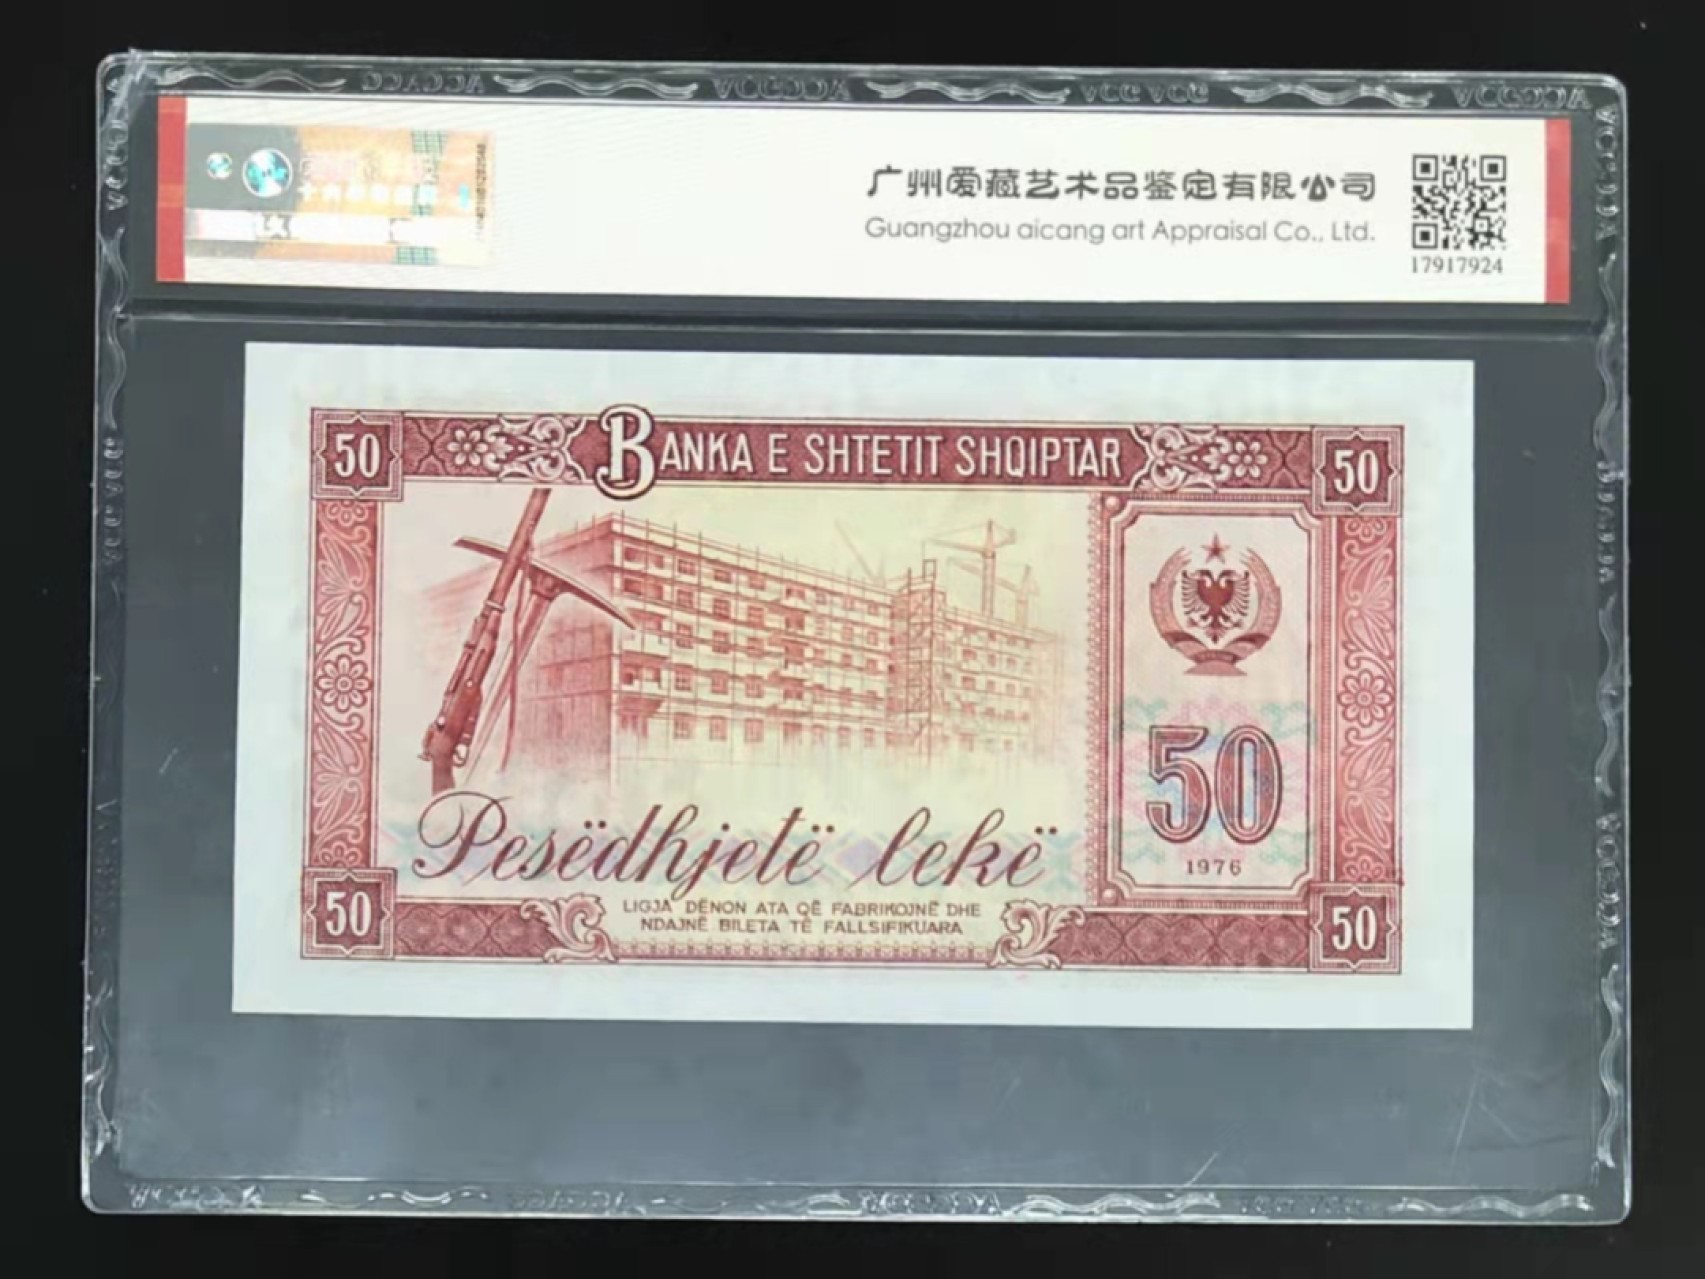 广州爱藏艺术品鉴定有限公司
Guangzhou aicang art Appraisal Co., Ltd.
17917924
50
BANKA E SHTETIT SHQIPTAR
50
50
Pesëdhjetë lekë
1976
50
LIGJA DËNON ATA QË FABRIKOJNË DHE
NDAJNË BILETA TË FALLSIFIKUARA
50